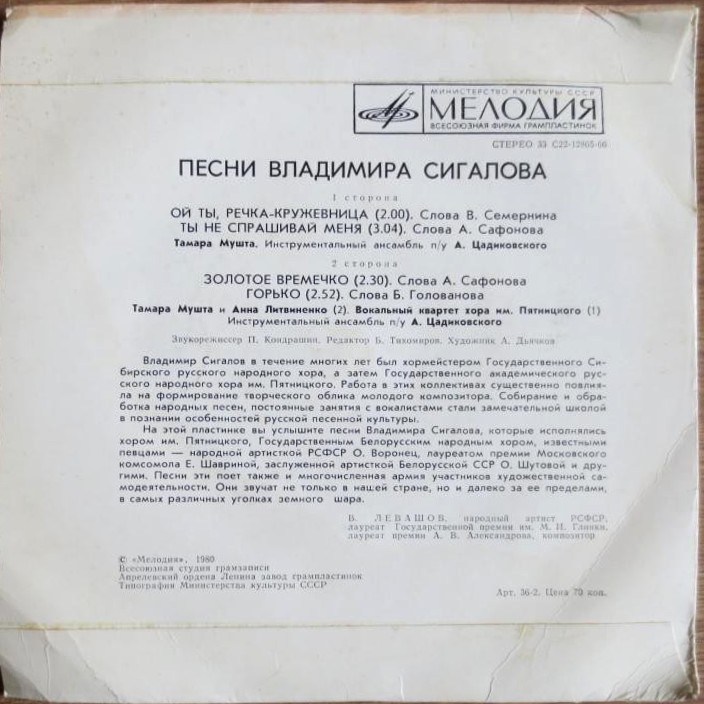 МИНИСТЕРСТВО КУЛЬТУРЫ СССР
МЕЛОДИЯ
ВСЕСОЮЗНАЯ ФИРМА ГРАМПЛАСТИНОК
СТЕРЕО 33 С22-12865-66
ПЕСНИ ВЛАДИМИРА СИГАЛОВА
1 сторона
ОЙ ТЫ, РЕЧКА-КРУЖЕВНИЦА (2.00). Слова В. Семернина
ТЫ НЕ СПРАШИВАЙ МЕНЯ (3.04). Слова А. Сафонова
Тамара Мушта. Инструментальный ансамбль п/у А. Цадиковского
2 сторона
ЗОЛОТОЕ ВРЕМЕЧКО (2.30). Слова А. Сафонова
ГОРЬКО (2.52). Слова Б. Голованова
Тамара Мушта и Анна Литвиненко (2). Вокальный квартет хора им. Пятницкого (1)
Инструментальный ансамбль п/у А. Цадиковского
Звукорежиссер П. Кондрашин. Редактор Б. Тихомиров. Художник А. Дьячков
Владимир Сигалов в течение многих лет был хормейстером Государственного Си-
бирского русского народного хора, а затем Государственного академического рус-
ского народного хора им. Пятницкого. Работа в этих коллективах существенно повлия-
ла на формирование творческого облика молодого композитора. Собирание и обра-
ботка народных песен, постоянные занятия с вокалистами стали замечательной школой
в познании особенностей русской песенной культуры.
На этой пластинке вы услышите песни Владимира Сигалова, которые исполнялись
хором им. Пятницкого, Государственным Белорусским народным хором, известными
певцами — народной артисткой РСФСР О. Воронец, лауреатом премии Московского
комсомола Е. Шавриной, заслуженной артисткой Белорусской ССР О. Шутовой и дру-
гими. Песни эти поет также и многочисленная армия участников художественной са-
модеятельности. Они звучат не только в нашей стране, но и далеко за ее пределами,
в самых различных уголках земного шара.
В. ЛЕВАШОВ, народный артист РСФСР,
лауреат Государственной премии им. М. И. Глинки,
лауреат премии А. В. Александрова, композитор
© «Мелодия», 1980
Всесоюзная студия грамзаписи
Апрелевский ордена Ленина завод грампластинок
Типография Министерства культуры СССР
Арт. 36-2. Цена 70 коп.